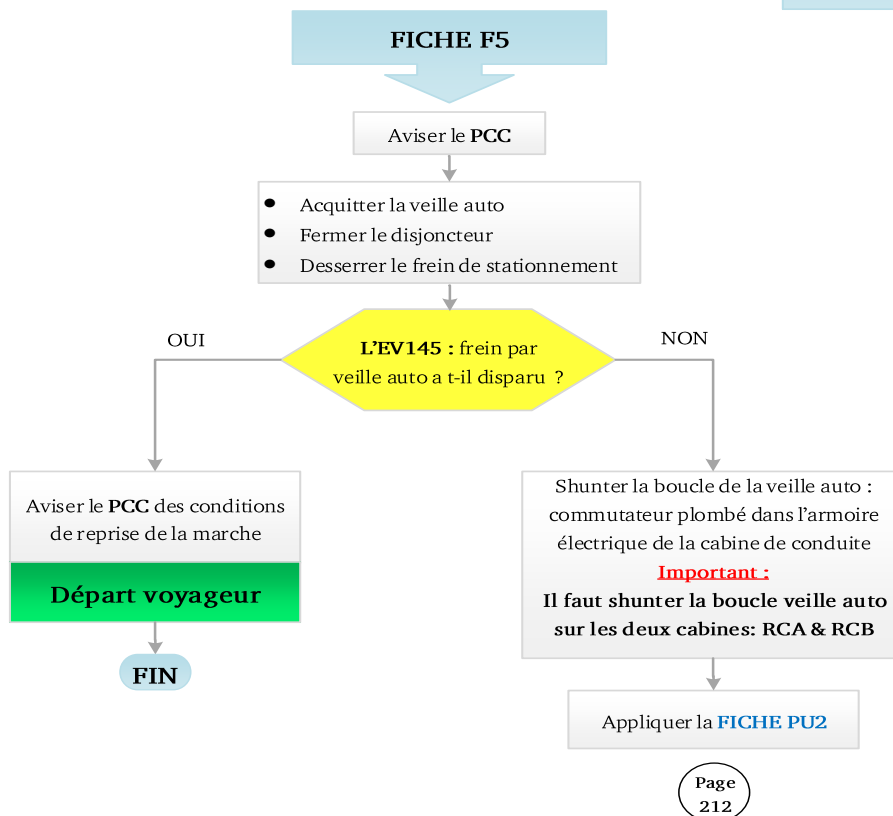 FICHE F5
Aviser le PCC
• Acquitter la veille auto
• Fermer le disjoncteur
• Desserrer le frein de stationnement
OUI
L'EV145 : frein par
veille auto a t-il disparu ?
NON
Aviser le PCC des conditions
de reprise de la marche
Départ voyageur
FIN
Shunter la boucle de la veille auto :
commutateur plombé dans l'armoire
électrique de la cabine de conduite
Important :
Il faut shunter la boucle veille auto
sur les deux cabines: RCA & RCB
Appliquer la FICHE PU2
Page
212